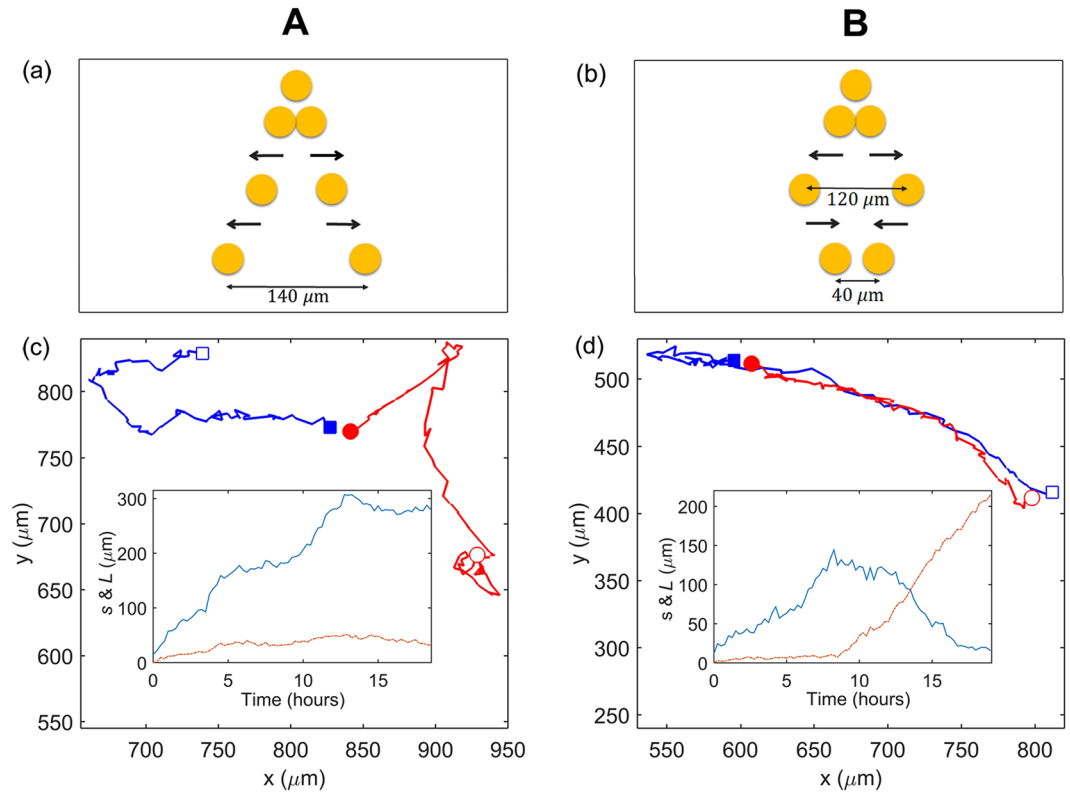 A
B
(a)
140 μm
(b)
120 μm
40 μm
(c)
y (μm)
800
750
700
650
600
550
700
750
800
850
900
950
x (μm)
s & L (μm)
300
200
100
0
0
5
10
15
Time (hours)
(d)
y (μm)
500
450
400
350
300
250
550
600
650
700
750
800
x (μm)
s & L (μm)
200
150
100
50
0
0
5
10
15
Time (hours)